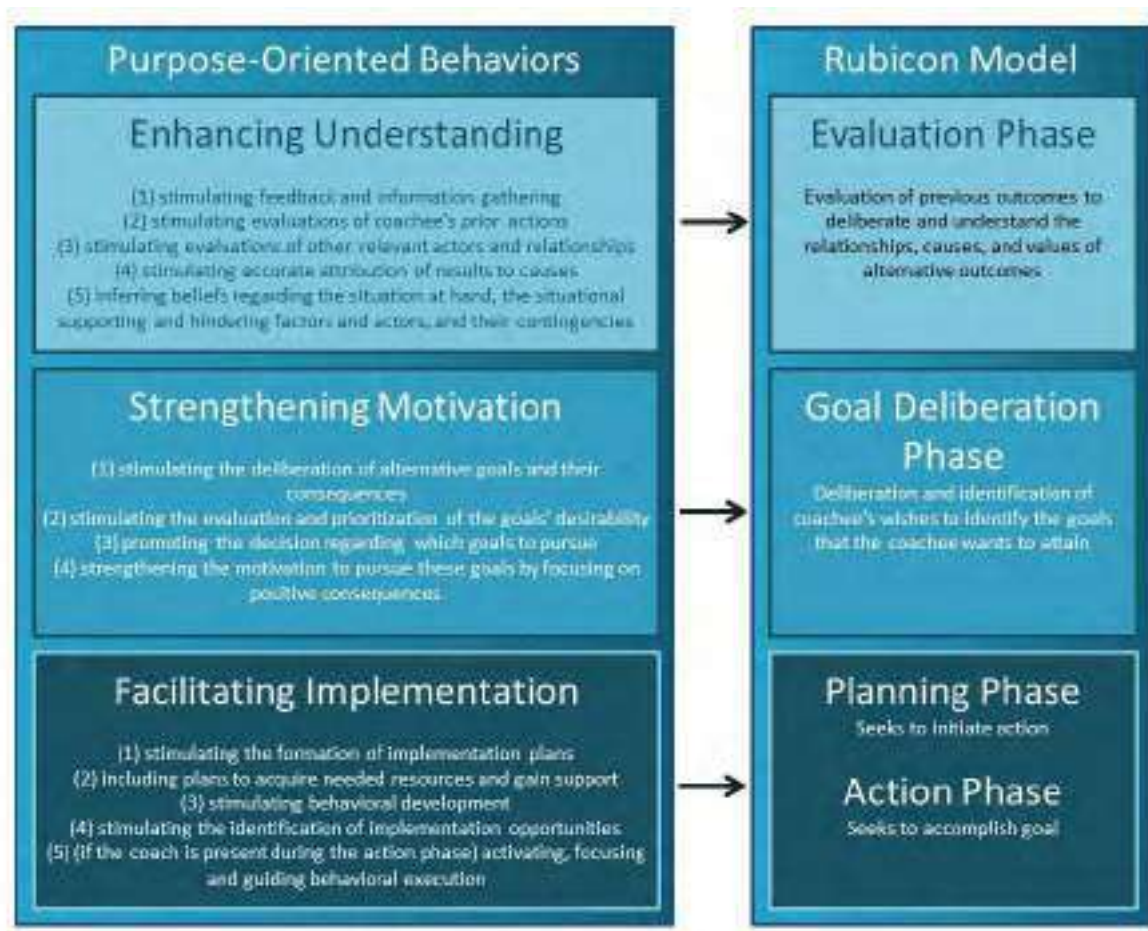 Purpose-Oriented Behaviors
Enhancing Understanding
(1) stimulating feedback and information gathering
(2) stimulating evaluations of coachee's prior actions
(3) stimulating evaluations of other relevant actors and relationships
(4) stimulating accurate attribution of results to causes
(5) inferring beliefs regarding the situation at hand, the situational
supporting and hindering factors and actors, and their contingencies
Strengthening Motivation
(1) stimulating the deliberation of alternative goals and their
consequences
(2) stimulating the evaluation and prioritization of the goals' desirability
(3) promoting the decision regarding which goals to pursue
(4) strengthening the motivation to pursue these goals by focusing on
positive consequences.
Facilitating Implementation
(1) stimulating the formation of implementation plans
(2) including plans to acquire needed resources and gain support
(3) stimulating behavioral development
(4) stimulating the identification of implementation opportunities
(5) (if the coach is present during the action phase) activating, focusing
and guiding behavioral execution
Rubicon Model
Evaluation Phase
Evaluation of previous outcomes to
deliberate and understand the
relationships, causes, and values of
alternative outcomes
Goal Deliberation
Phase
Deliberation and identification of
coachee's wishes to identify the goals
that the coachee wants to attain
Planning Phase
Seeks to initiate action
Action Phase
Seeks to accomplish goal